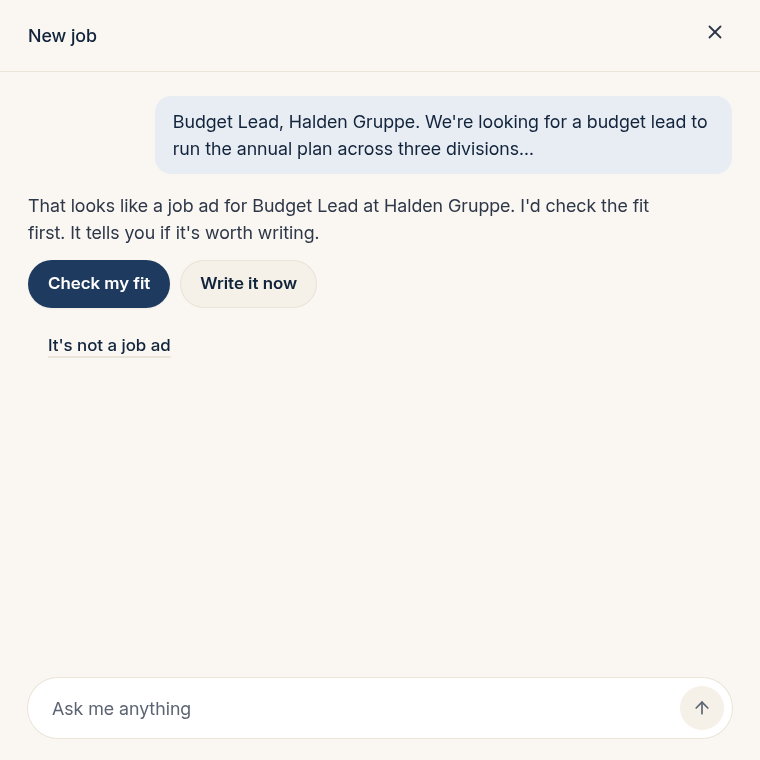 New job
Budget Lead, Halden Gruppe. We're looking for a budget lead to
run the annual plan across three divisions...
That looks like a job ad for Budget Lead at Halden Gruppe. I'd check the fit
first. It tells you if it's worth writing.
Check my fit
Write it now
It's not a job ad
Ask me anything